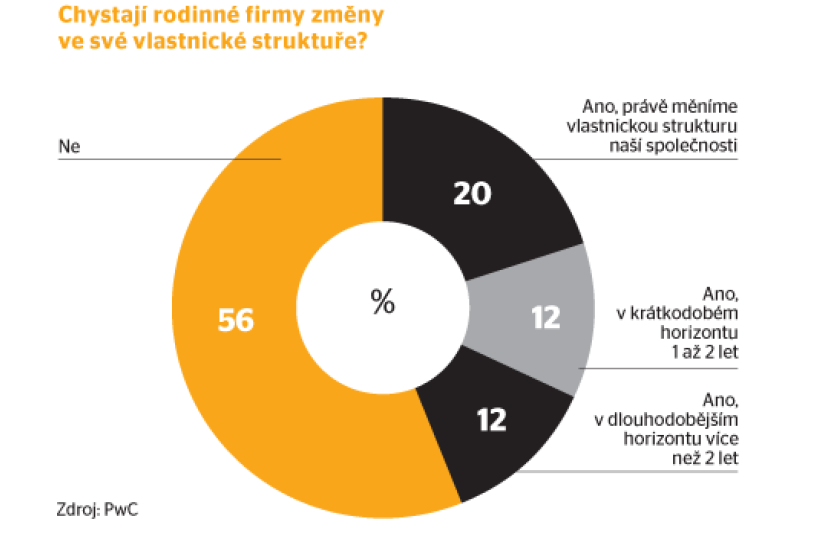 Chystají rodinné firmy změny
ve své vlastnické struktuře?
Ne
Ano, právě měníme
vlastnickou strukturu
naší společnosti
20
Ano,
v krátkodobém
horizontu
1 až 2 let
12
%
56
Ano,
v dlouhodobějším
horizontu více
než 2 let
12
Zdroj: PwC